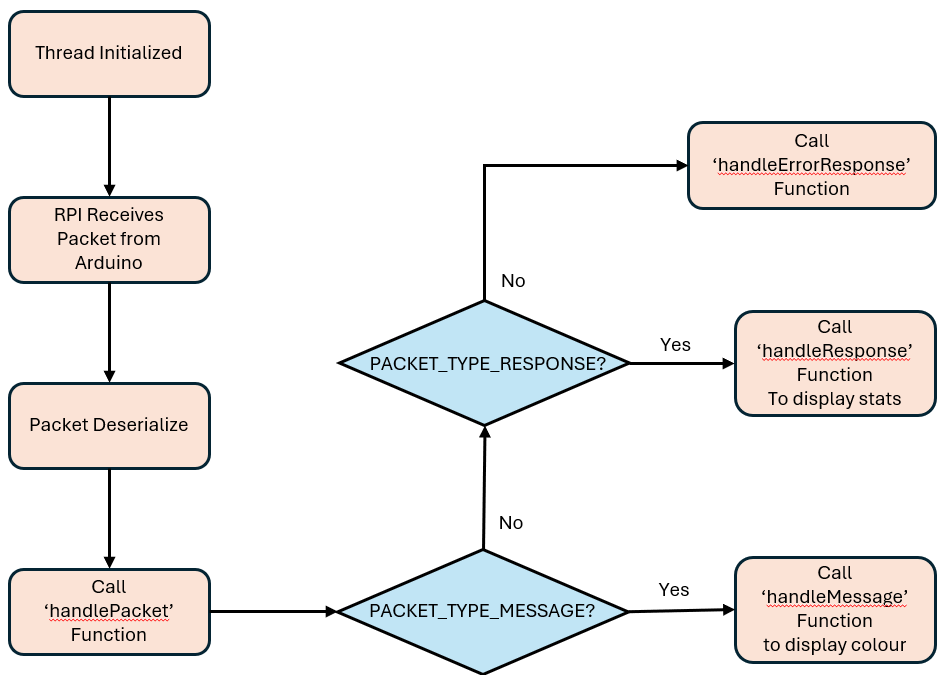 Thread Initialized
RPI Receives
Packet from
Arduino
Packet Deserialize
Call
‘handlePacket’
Function
PACKET_TYPE_MESSAGE?
Yes
Call
‘handleMessage’
Function
to display colour
No
PACKET_TYPE_RESPONSE?
Yes
Call
‘handleResponse’
Function
To display stats
No
Call
‘handleErrorResponse’
Function